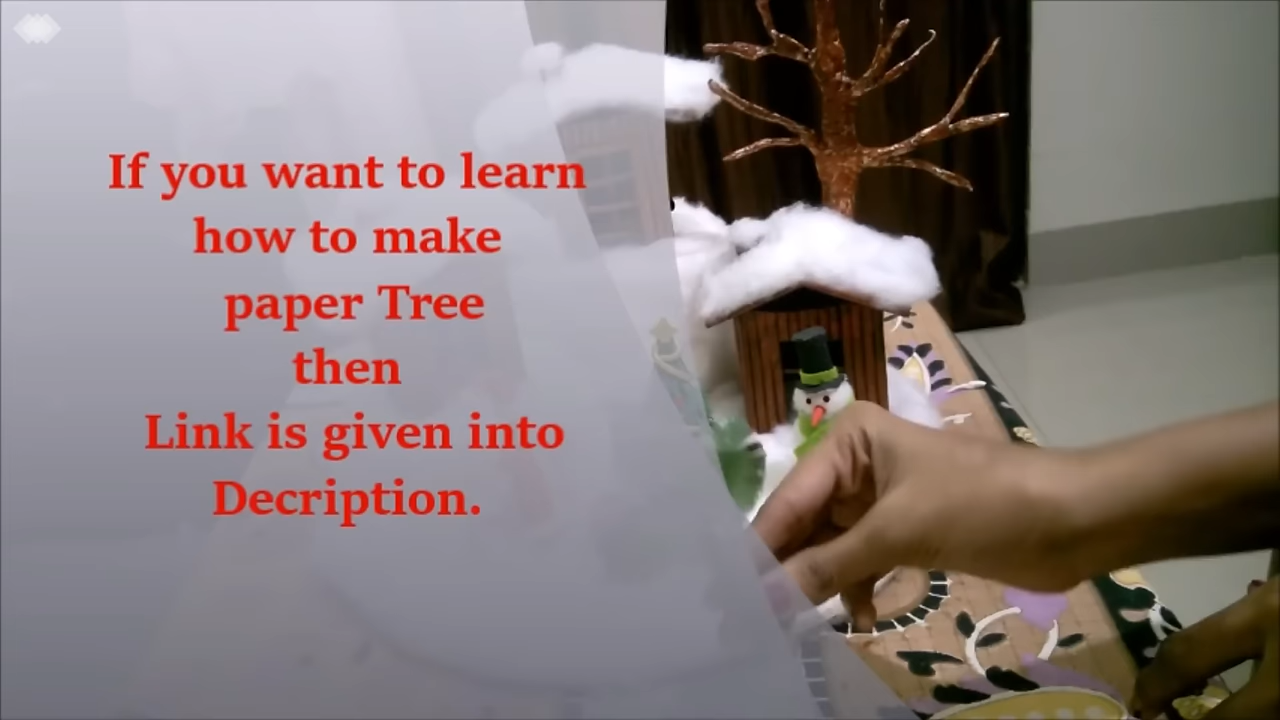 If you want to learn
how to make
paper Tree
then
Link is given into
Decription.